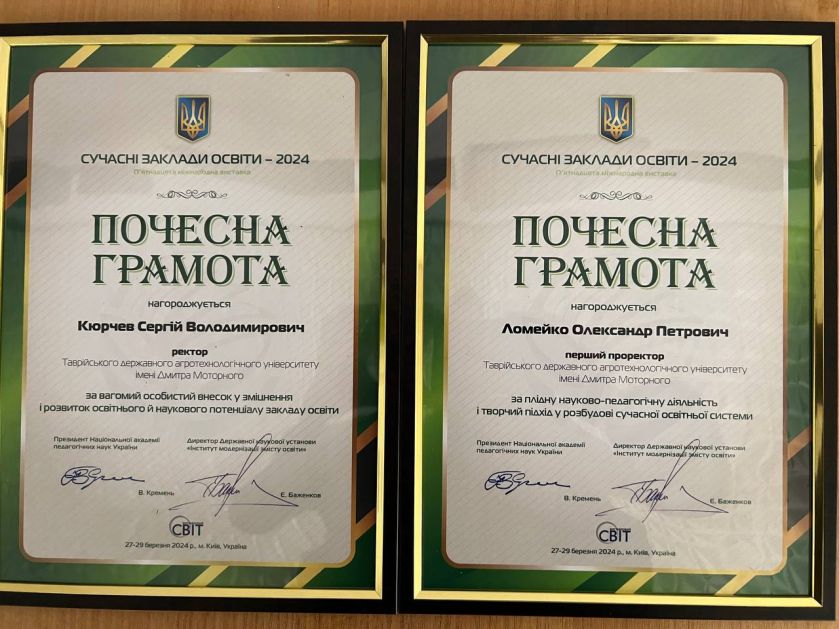 СУЧАСНІ ЗАКЛАДИ ОСВІТИ – 2024
П'ятнадцята міжнародна виставка
ПОЧЕСНА
ГРАМОТА
нагороджується
Кюрчев Сергій Володимирович
ректор
Таврійського державного агротехнологічного університету
імені Дмитра Моторного
за вагомий особистий внесок у зміцнення
і розвиток освітнього й наукового потенціалу закладу освіти
Президент Національної академії
педагогічних наук України
В. Кремень
Директор Державної наукової установи
«Інститут модернізації змісту освіти»
Є. Баженков
СВІТ
27-29 березня 2024 р., м. Київ, Україна
СУЧАСНІ ЗАКЛАДИ ОСВІТИ – 2024
П'ятнадцята міжнародна виставка
ПОЧЕСНА
ГРАМОТА
нагороджується
Ломейко Олександр Петрович
перший проректор
Таврійського державного агротехнологічного університету
імені Дмитра Моторного
за плідну науково-педагогічну діяльність
і творчий підхід у розбудові сучасної освітньої системи
Президент Національної академії
педагогічних наук України
В. Кремень
Директор Державної наукової установи
«Інститут модернізації змісту освіти»
Є. Баженков
СВІТ
27-29 березня 2024 р., м. Київ, Україна